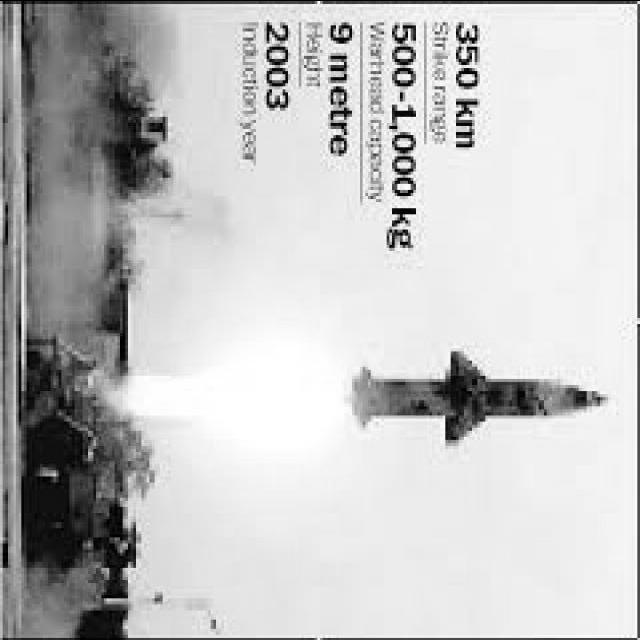 350 km
Strike range
500-1,000 kg
Warhead capacity
9 metre
Height
2003
Induction year